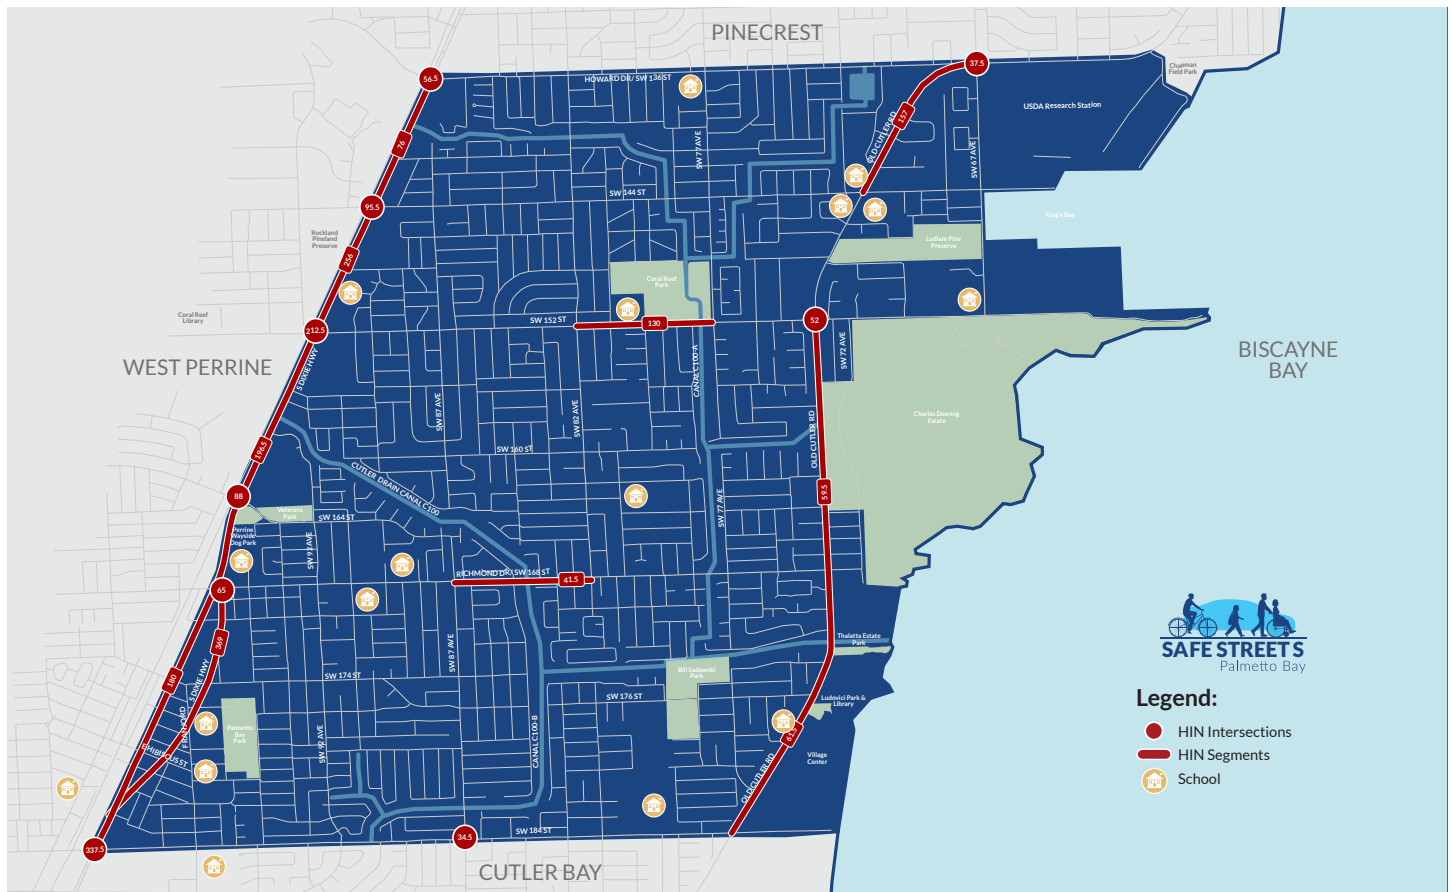 PINECREST
56.5
HOWARD DR/ SW 136 ST
37.5
Chapman
Field Park
USDA Research Station
157
OLD CUTLER RD
76
SW 77 AVE
SW 67 AVE
SW 144 ST
95.5
King's Bay
Rockland
Pineland
Preserve
256
Ludlam Pine
Preserve
Coral Reef
Park
Coral Reef
Library
212.5
SW 152 ST
130
52
WEST PERRINE
S DIXIE HWY
CANAL C100-A
SW 72 AVE
BISCAYNE
BAY
SW 87 AVE
SW 82 AVE
Charles Deering
Estate
OLD CUTLER RD
196.5
SW 160 ST
CUTLER DRAIN CANAL C100
88
59.5
Veterans
Park
SW 164 ST
SW 77 AVE
Perrine
Wayside
Dog Park
SW 92 AVE
RICHMOND DR/ SW 168 ST
41.5
65
369
SW 87 AVE
Thalatta Estate
Park
SAFE STREETS
Palmetto Bay
180
S DIXIE HWY
SW 174 ST
Bill Sadowski
Park
SW 176 ST
Ludovici Park &
Library
Legend:
HIN Intersections
HIN Segments
School
FRANJO RD
Palmetto
Bay
Park
SW 92 AVE
CANAL C100-B
61.5
E HIBISCUS ST
Village
Center
OLD CUTLER RD
SW 184 ST
34.5
337.5
CUTLER BAY